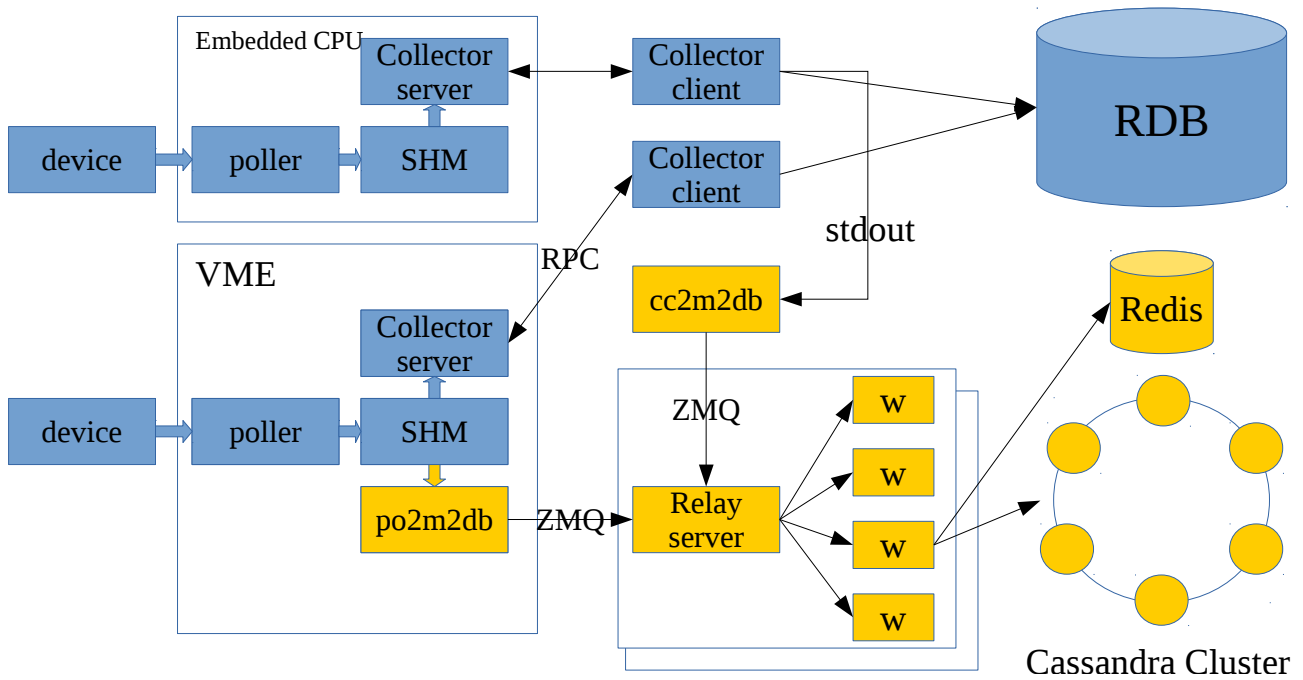 Embedded CPU
Collector
server
Collector
client
RDB
device
poller
SHM
Collector
client
stdout
VME
RPC
cc2m2db
Redis
Collector
server
device
poller
SHM
ZMQ
w
w
po2m2db
ZMQ
Relay
server
w
w
Cassandra Cluster